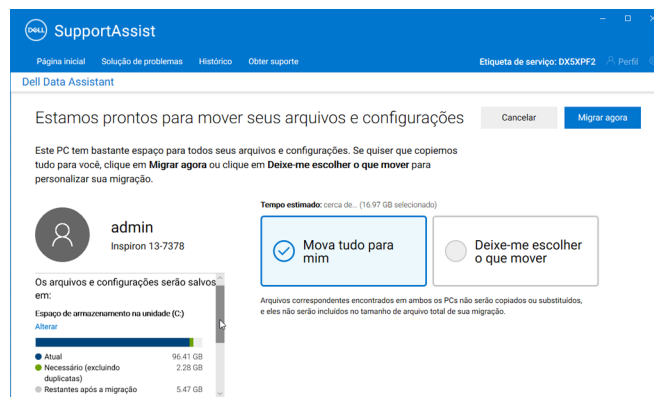 DELL SupportAssist
Página inicial Solução de problemas Histórico Obter suporte Etiqueta de serviço: DX5XPF2 Perfil
Dell Data Assistant
Estamos prontos para mover seus arquivos e configurações Cancelar Migrar agora
Este PC tem bastante espaço para todos seus arquivos e configurações. Se quiser que copiemos
tudo para você, clique em Migrar agora ou clique em Deixe-me escolher o que mover para
personalizar sua migração.
Tempo estimado: cerca de... (16.97 GB selecionado)
admin
Inspiron 13-7378
Mova tudo para
mim
Deixe-me escolher
o que mover
Os arquivos e configurações serão salvos
em:
Espaço de armazenamento na unidade (C:)
Alterar
Atual 96.41 GB
Necessário (excluindo 2.28 GB
duplicatas)
Restantes após a migração 5.47 GB
Arquivos correspondentes encontrados em ambos os PCs não serão copiados ou substituídos,
e eles não serão incluídos no tamanho de arquivo total de sua
migração.